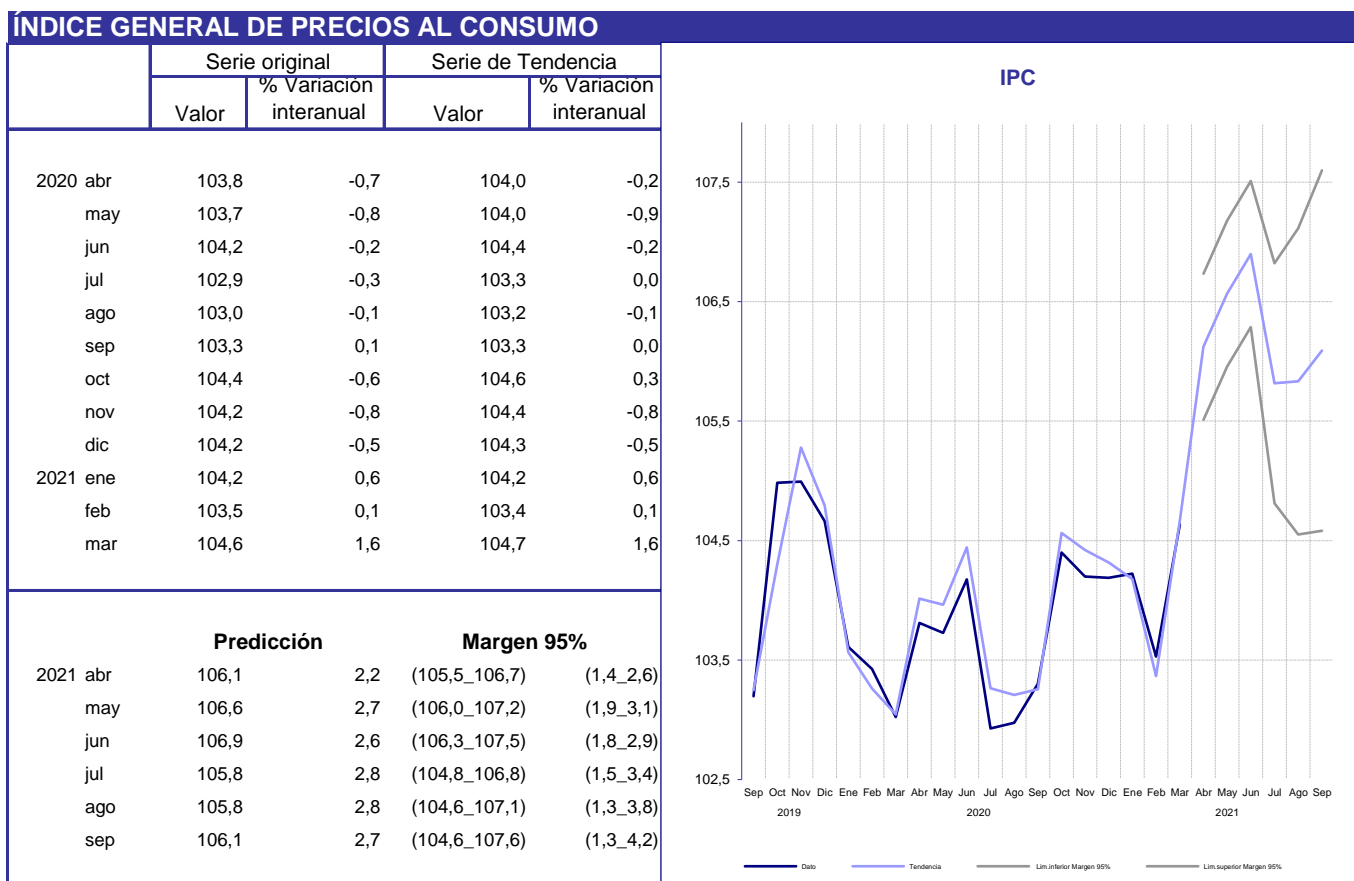 ÍNDICE GENERAL DE PRECIOS AL CONSUMO
Serie original Serie de Tendencia
Valor % Variación interanual Valor % Variación interanual
2020 abr 103,8 -0,7 104,0 -0,2
may 103,7 -0,8 104,0 -0,9
jun 104,2 -0,2 104,4 -0,2
jul 102,9 -0,3 103,3 0,0
ago 103,0 -0,1 103,2 -0,1
sep 103,3 0,1 103,3 0,0
oct 104,4 -0,6 104,6 0,3
nov 104,2 -0,8 104,4 -0,8
dic 104,2 -0,5 104,3 -0,5
2021 ene 104,2 0,6 104,2 0,6
feb 103,5 0,1 103,4 0,1
mar 104,6 1,6 104,7 1,6
Predicción Margen 95%
2021 abr 106,1 2,2 (105,5_106,7) (1,4_2,6)
may 106,6 2,7 (106,0_107,2) (1,9_3,1)
jun 106,9 2,6 (106,3_107,5) (1,8_2,9)
jul 105,8 2,8 (104,8_106,8) (1,5_3,4)
ago 105,8 2,8 (104,6_107,1) (1,3_3,8)
sep 106,1 2,7 (104,6_107,6) (1,3_4,2)
IPC
107,5
106,5
105,5
104,5
103,5
102,5
Sep Oct Nov Dic Ene Feb Mar Abr May Jun Jul Ago Sep Oct Nov Dic Ene Feb Mar Abr May Jun Jul Ago Sep
2019 2020 2021
Dato Tendencia Lim.inferior Margen 95% Lim.superior Margen 95%